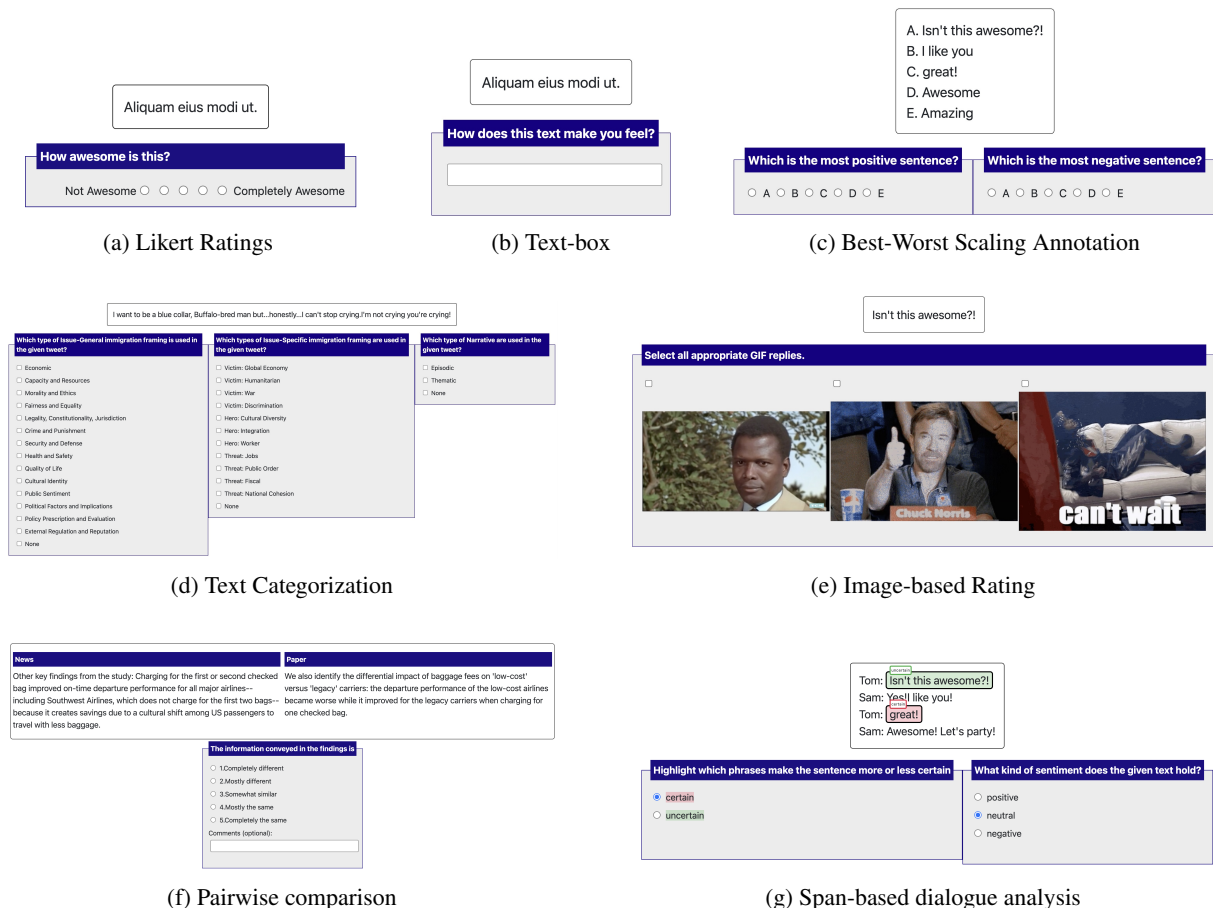 Aliquam eius modi ut.
How awesome is this?
Not Awesome Completely Awesome
(a) Likert Ratings
Aliquam eius modi ut.
How does this text make you feel?
(b) Text-box
A. Isn't this awesome?!
B. I like you
C. great!
D. Awesome
E. Amazing
Which is the most positive sentence?
A B C D E
Which is the most negative sentence?
A B C D E
(c) Best-Worst Scaling Annotation
I want to be a blue collar, Buffalo-bred man but...honestly...I can't stop crying.I'm not crying you're crying!
Which type of Issue-General immigration framing is used in
the given tweet?
Economic
Capacity and Resources
Morality and Ethics
Fairness and Equality
Legality, Constitutionality, Jurisdiction
Crime and Punishment
Security and Defense
Health and Safety
Quality of Life
Cultural Identity
Public Sentiment
Political Factors and Implications
Policy Prescription and Evaluation
External Regulation and Reputation
None
Which types of Issue-Specific immigration framing are used in
the given tweet?
Victim: Global Economy
Victim: Humanitarian
Victim: War
Victim: Discrimination
Hero: Cultural Diversity
Hero: Integration
Hero: Worker
Threat: Jobs
Threat: Public Order
Threat: Fiscal
Threat: National Cohesion
None
Which type of Narrative are used in the
given tweet?
Episodic
Thematic
None
(d) Text Categorization
Isn't this awesome?!
Select all appropriate GIF replies.
Chuck Norris
can't wait
(e) Image-based Rating
News
Other key findings from the study: Charging for the first or second checked
bag improved on-time departure performance for all major airlines--
including Southwest Airlines, which does not charge for the first two bags--
because it creates savings due to a cultural shift among US passengers to
travel with less baggage.
Paper
We also identify the differential impact of baggage fees on 'low-cost'
versus 'legacy' carriers: the departure performance of the low-cost airlines
became worse while it improved for the legacy carriers when charging for
one checked bag.
The information conveyed in the findings is
1.Completely different
2.Mostly different
3.Somewhat similar
4.Mostly the same
5.Completely the same
Comments (optional):
(f) Pairwise comparison
uncertain
Tom: Isn't this awesome?!
Sam: Yes!I like you!
certain
Tom: great!
Sam: Awesome! Let's party!
Highlight which phrases make the sentence more or less certain
certain
uncertain
What kind of sentiment does the given text hold?
positive
neutral
negative
(g) Span-based dialogue analysis